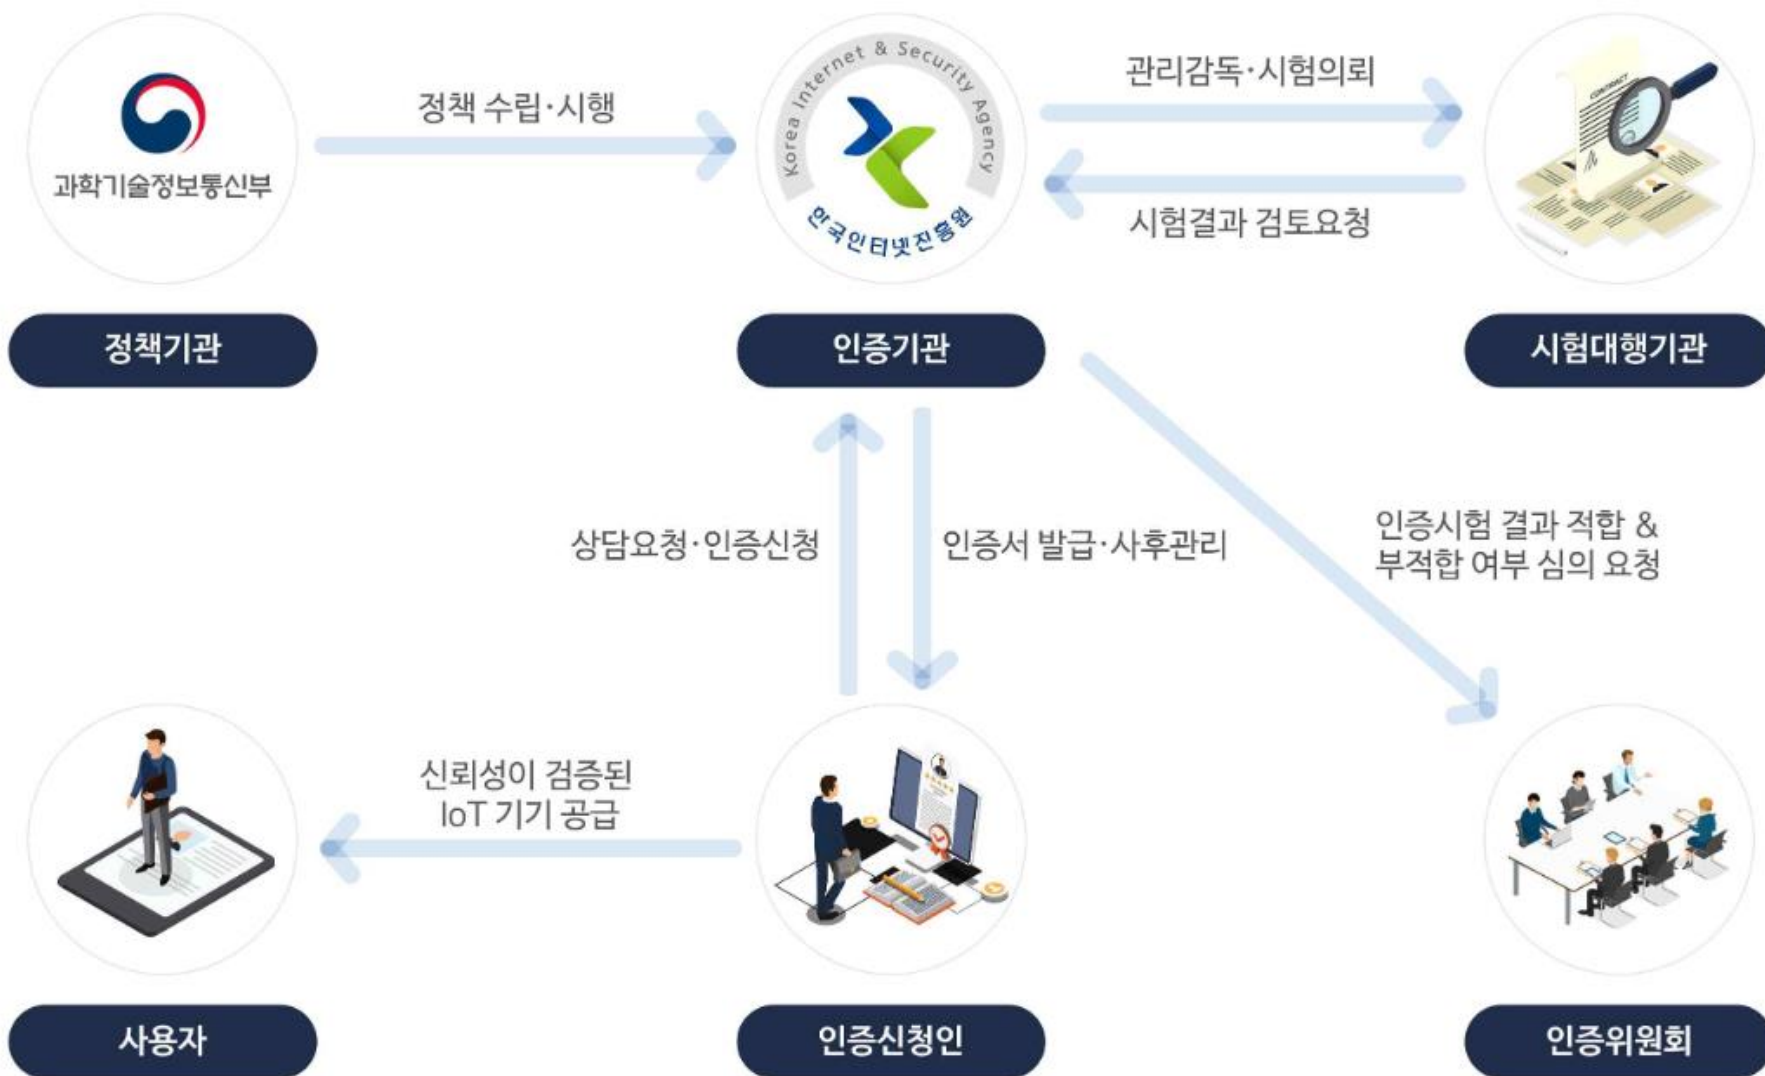 과학기술정보통신부
정책 수립·시행
Korea Internet & Security Agency
한국인터넷진흥원
관리감독·시험의뢰
시험결과 검토요청
CONTRACT
정책기관
인증기관
시험대행기관
상담요청·인증신청
인증서 발급·사후관리
인증시험 결과 적합 &
부적합 여부 심의 요청
신뢰성이 검증된
IoT 기기 공급
사용자
인증신청인
인증위원회